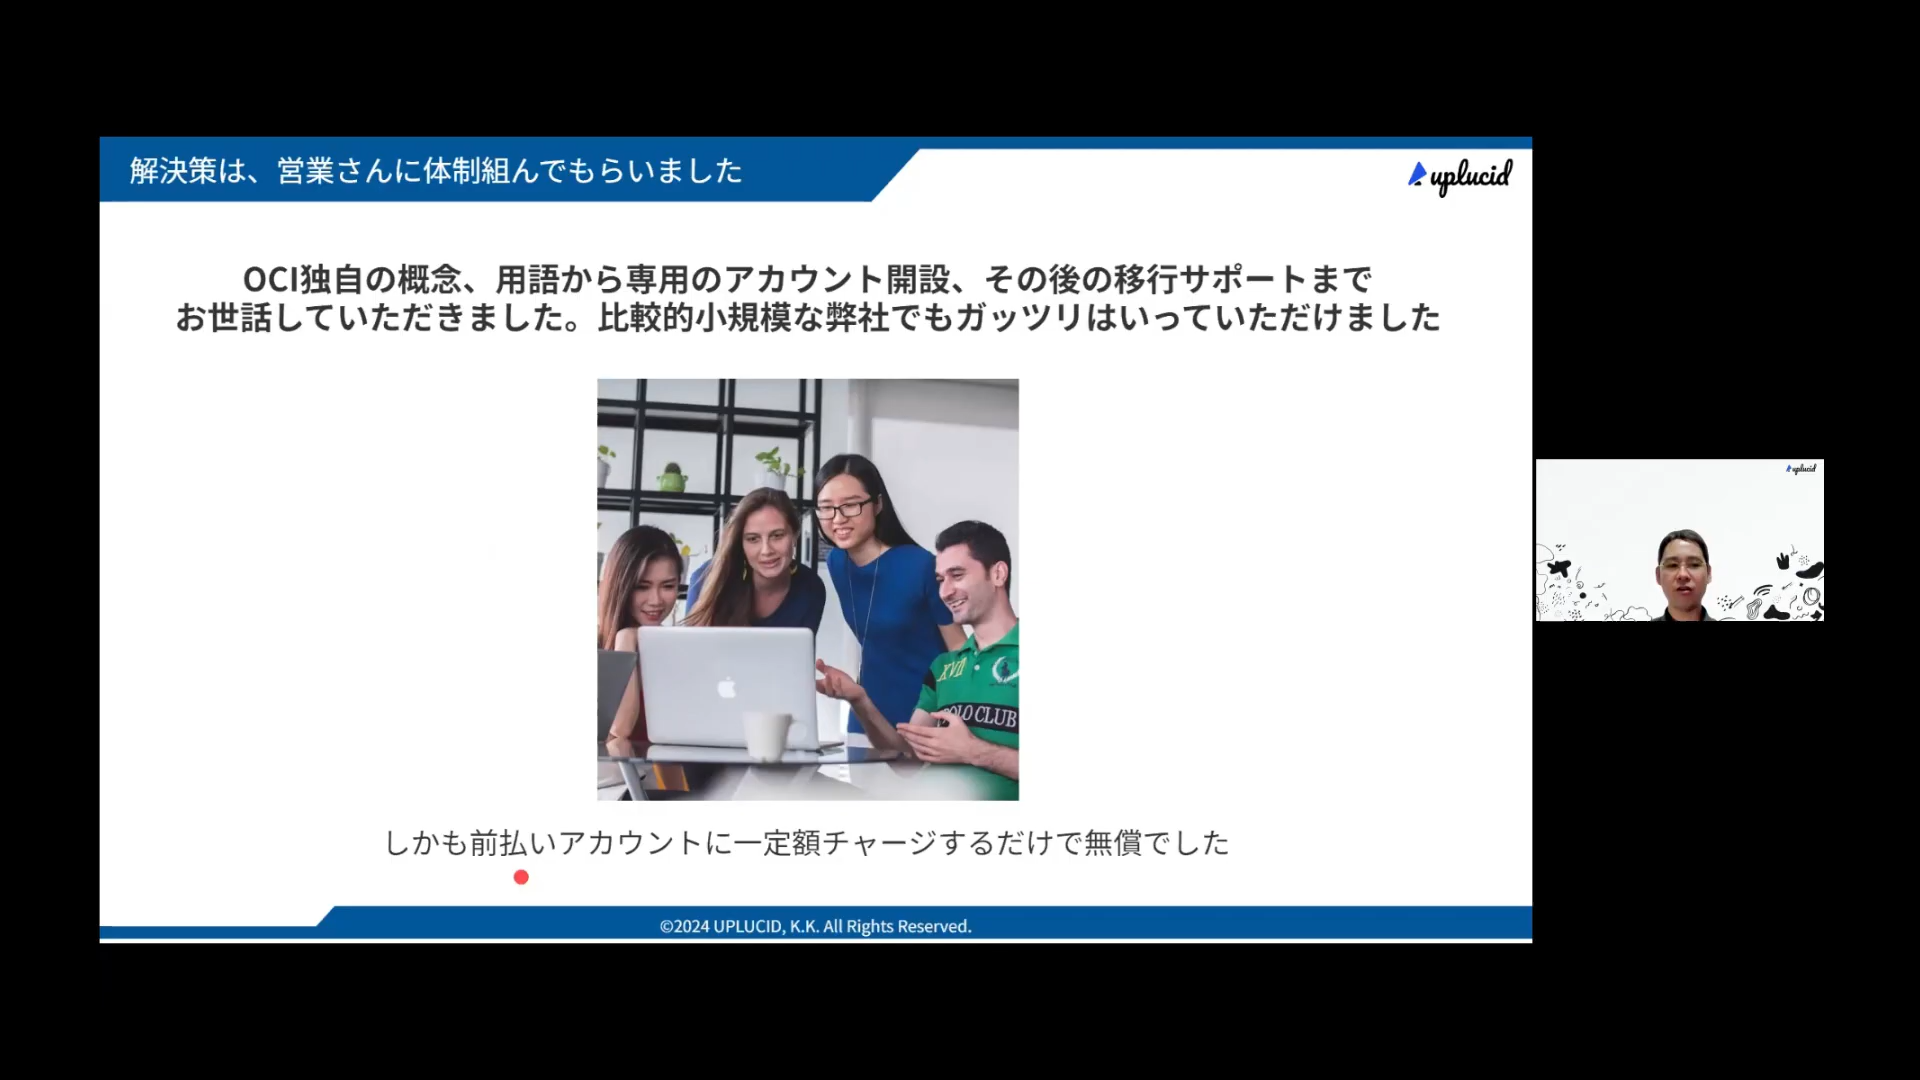 解決策は、営業さんに体制組んでもらいました
uplucid
OCI独自の概念、用語から専用のアカウント開設、その後の移行サポートまで
お世話していただきました。比較的小規模な弊社でもガッツリはいっていただけました
XVII
POLO CLUB
しかも前払いアカウントに一定額チャージするだけで無償でした
©2024 UPLUCID, K.K. All Rights Reserved.
uplucid